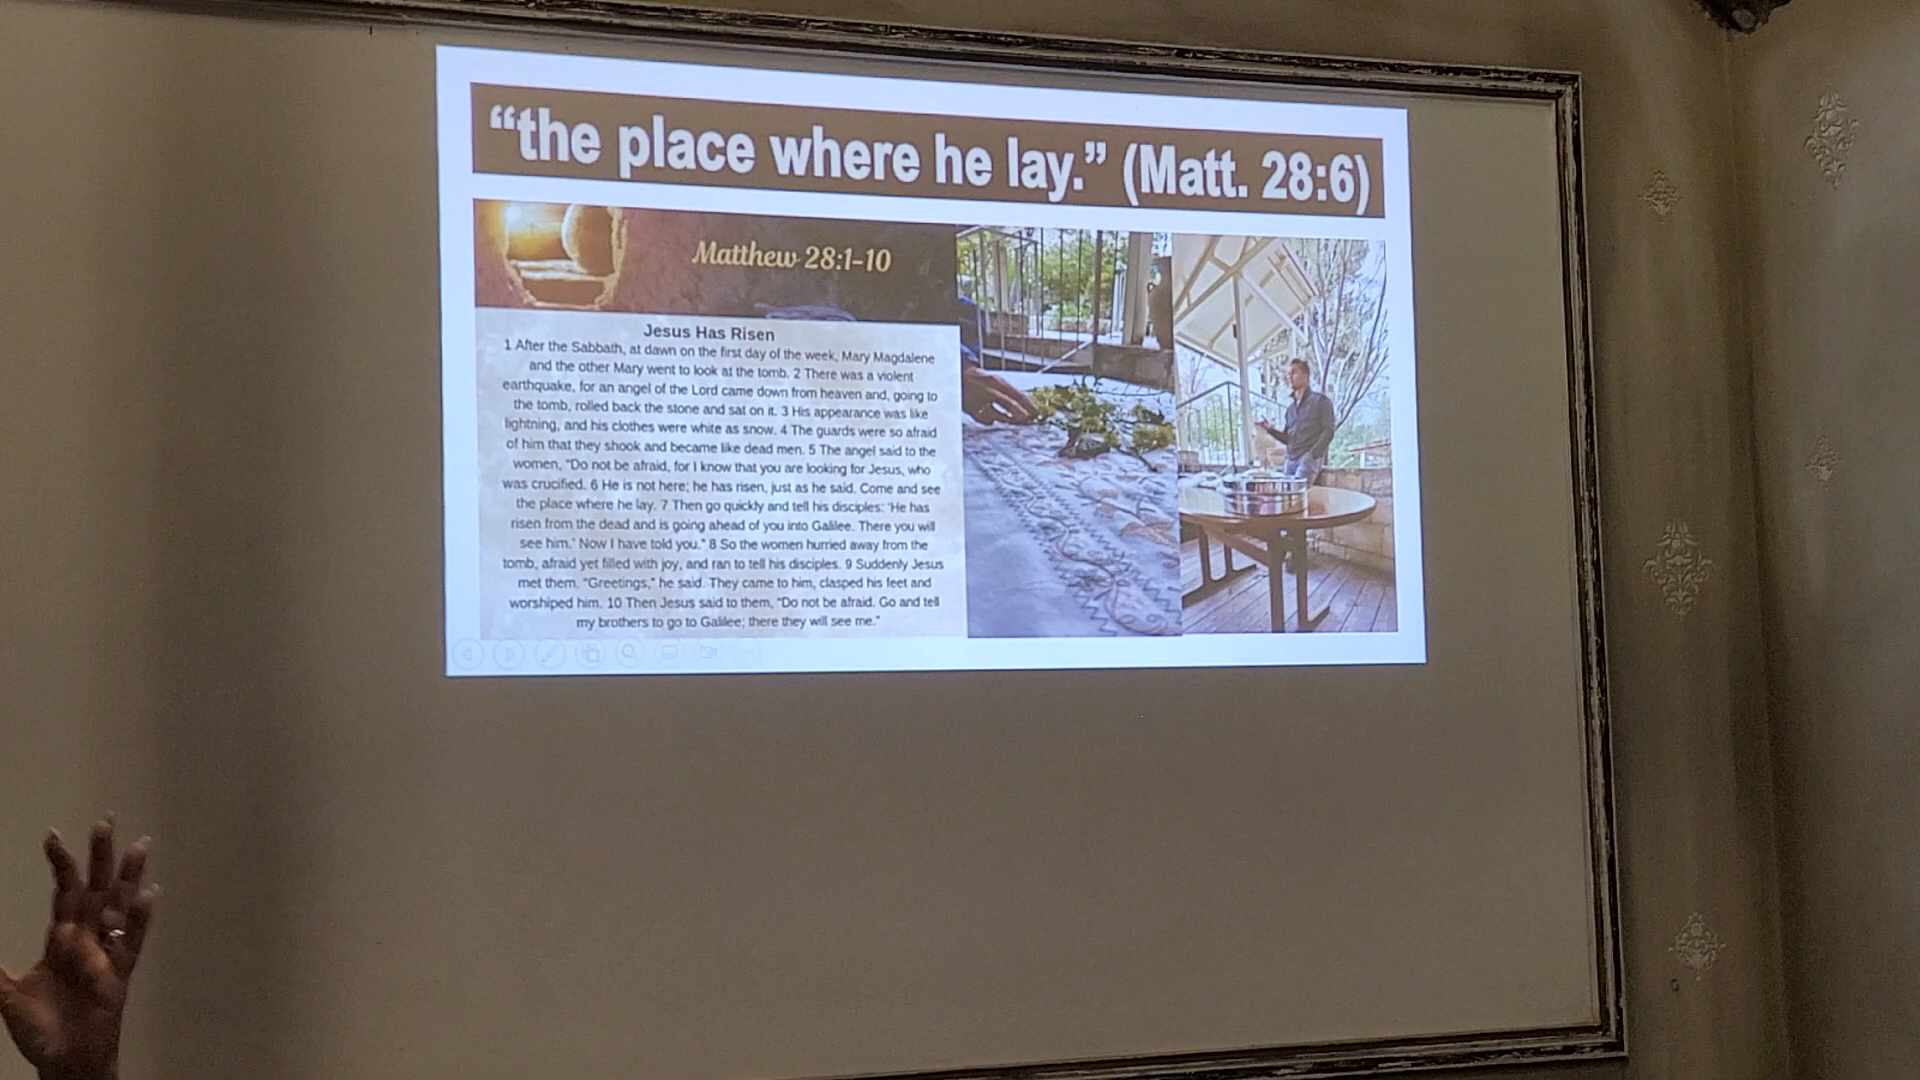 “the place where he lay.” (Matt. 28:6)
Matthew 28:1-10
Jesus Has Risen
1 After the Sabbath, at dawn on the first day of the week, Mary Magdalene
and the other Mary went to look at the tomb. 2 There was a violent
earthquake, for an angel of the Lord came down from heaven and, going to
the tomb, rolled back the stone and sat on it. 3 His appearance was like
lightning, and his clothes were white as snow. 4 The guards were so afraid
of him that they shook and became like dead men. 5 The angel said to the
women, "Do not be afraid, for I know that you are looking for Jesus, who
was crucified. 6 He is not here; he has risen, just as he said. Come and see
the place where he lay. 7 Then go quickly and tell his disciples: 'He has
risen from the dead and is going ahead of you into Galilee. There you will
see him.' Now I have told you." 8 So the women hurried away from the
tomb, afraid yet filled with joy, and ran to tell his disciples. 9 Suddenly Jesus
met them. "Greetings," he said. They came to him, clasped his feet and
worshiped him. 10 Then Jesus said to them, "Do not be afraid. Go and tell
my brothers to go to Galilee; there they will see me."